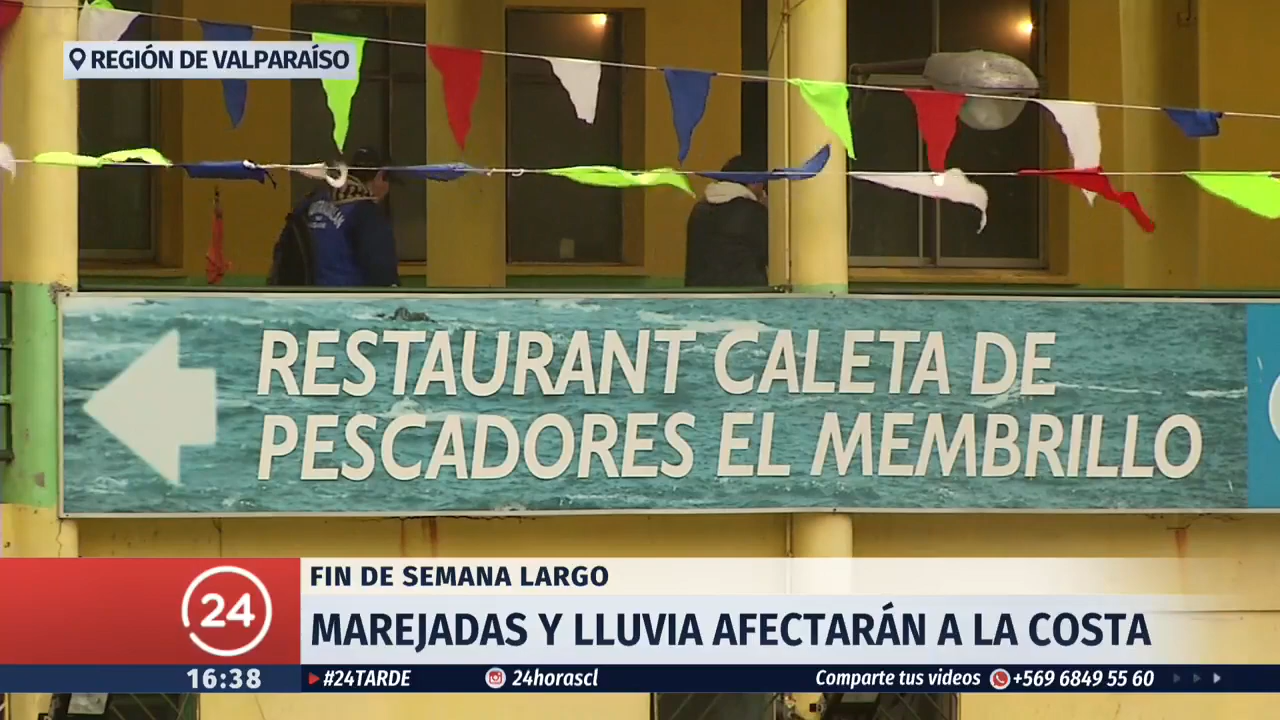 REGIÓN DE VALPARAÍSO
RESTAURANT CALETA DE
PESCADORES EL MEMBRILLO
FIN DE SEMANA LARGO
24
MAREJADAS Y LLUVIA AFECTARÁN A LA COSTA
16:38 #24TARDE 24horascl Comparte tus videos +569 6849 55 60